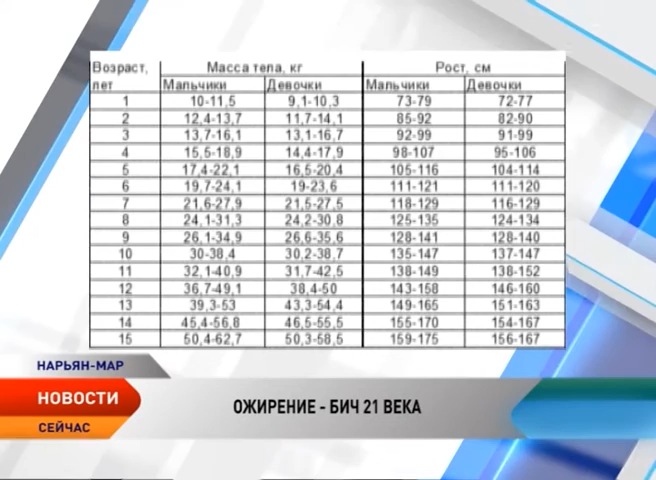 Возраст, лет Масса тела, кг Рост, см
Мальчики Девочки Мальчики Девочки
1 10-11,5 9,1-10,3 73-79 72-77
2 12,4-13,7 11,7-14,1 85-92 82-90
3 13,7-16,1 13,1-16,7 92-99 91-99
4 15,5-18,9 14,4-17,9 98-107 95-106
5 17,4-22,1 16,5-20,4 105-116 104-114
6 19,7-24,1 19-23,6 111-121 111-120
7 21,6-27,9 21,5-27,5 118-129 116-129
8 24,1-31,3 24,2-30,8 125-135 124-134
9 26,1-34,9 26,6-35,6 128-141 128-140
10 30-38,4 30,2-38,7 135-147 137-147
11 32,1-40,9 31,7-42,5 138-149 138-152
12 36,7-49,1 38,4-50 143-158 146-160
13 39,3-53 43,3-54,4 149-165 151-163
14 45,4-56,8 46,5-55,5 155-170 154-167
15 50,4-62,7 50,3-58,5 159-175 156-167
НАРЬЯН-МАР
НОВОСТИ
СЕЙЧАС
ОЖИРЕНИЕ - БИЧ 21 ВЕКА